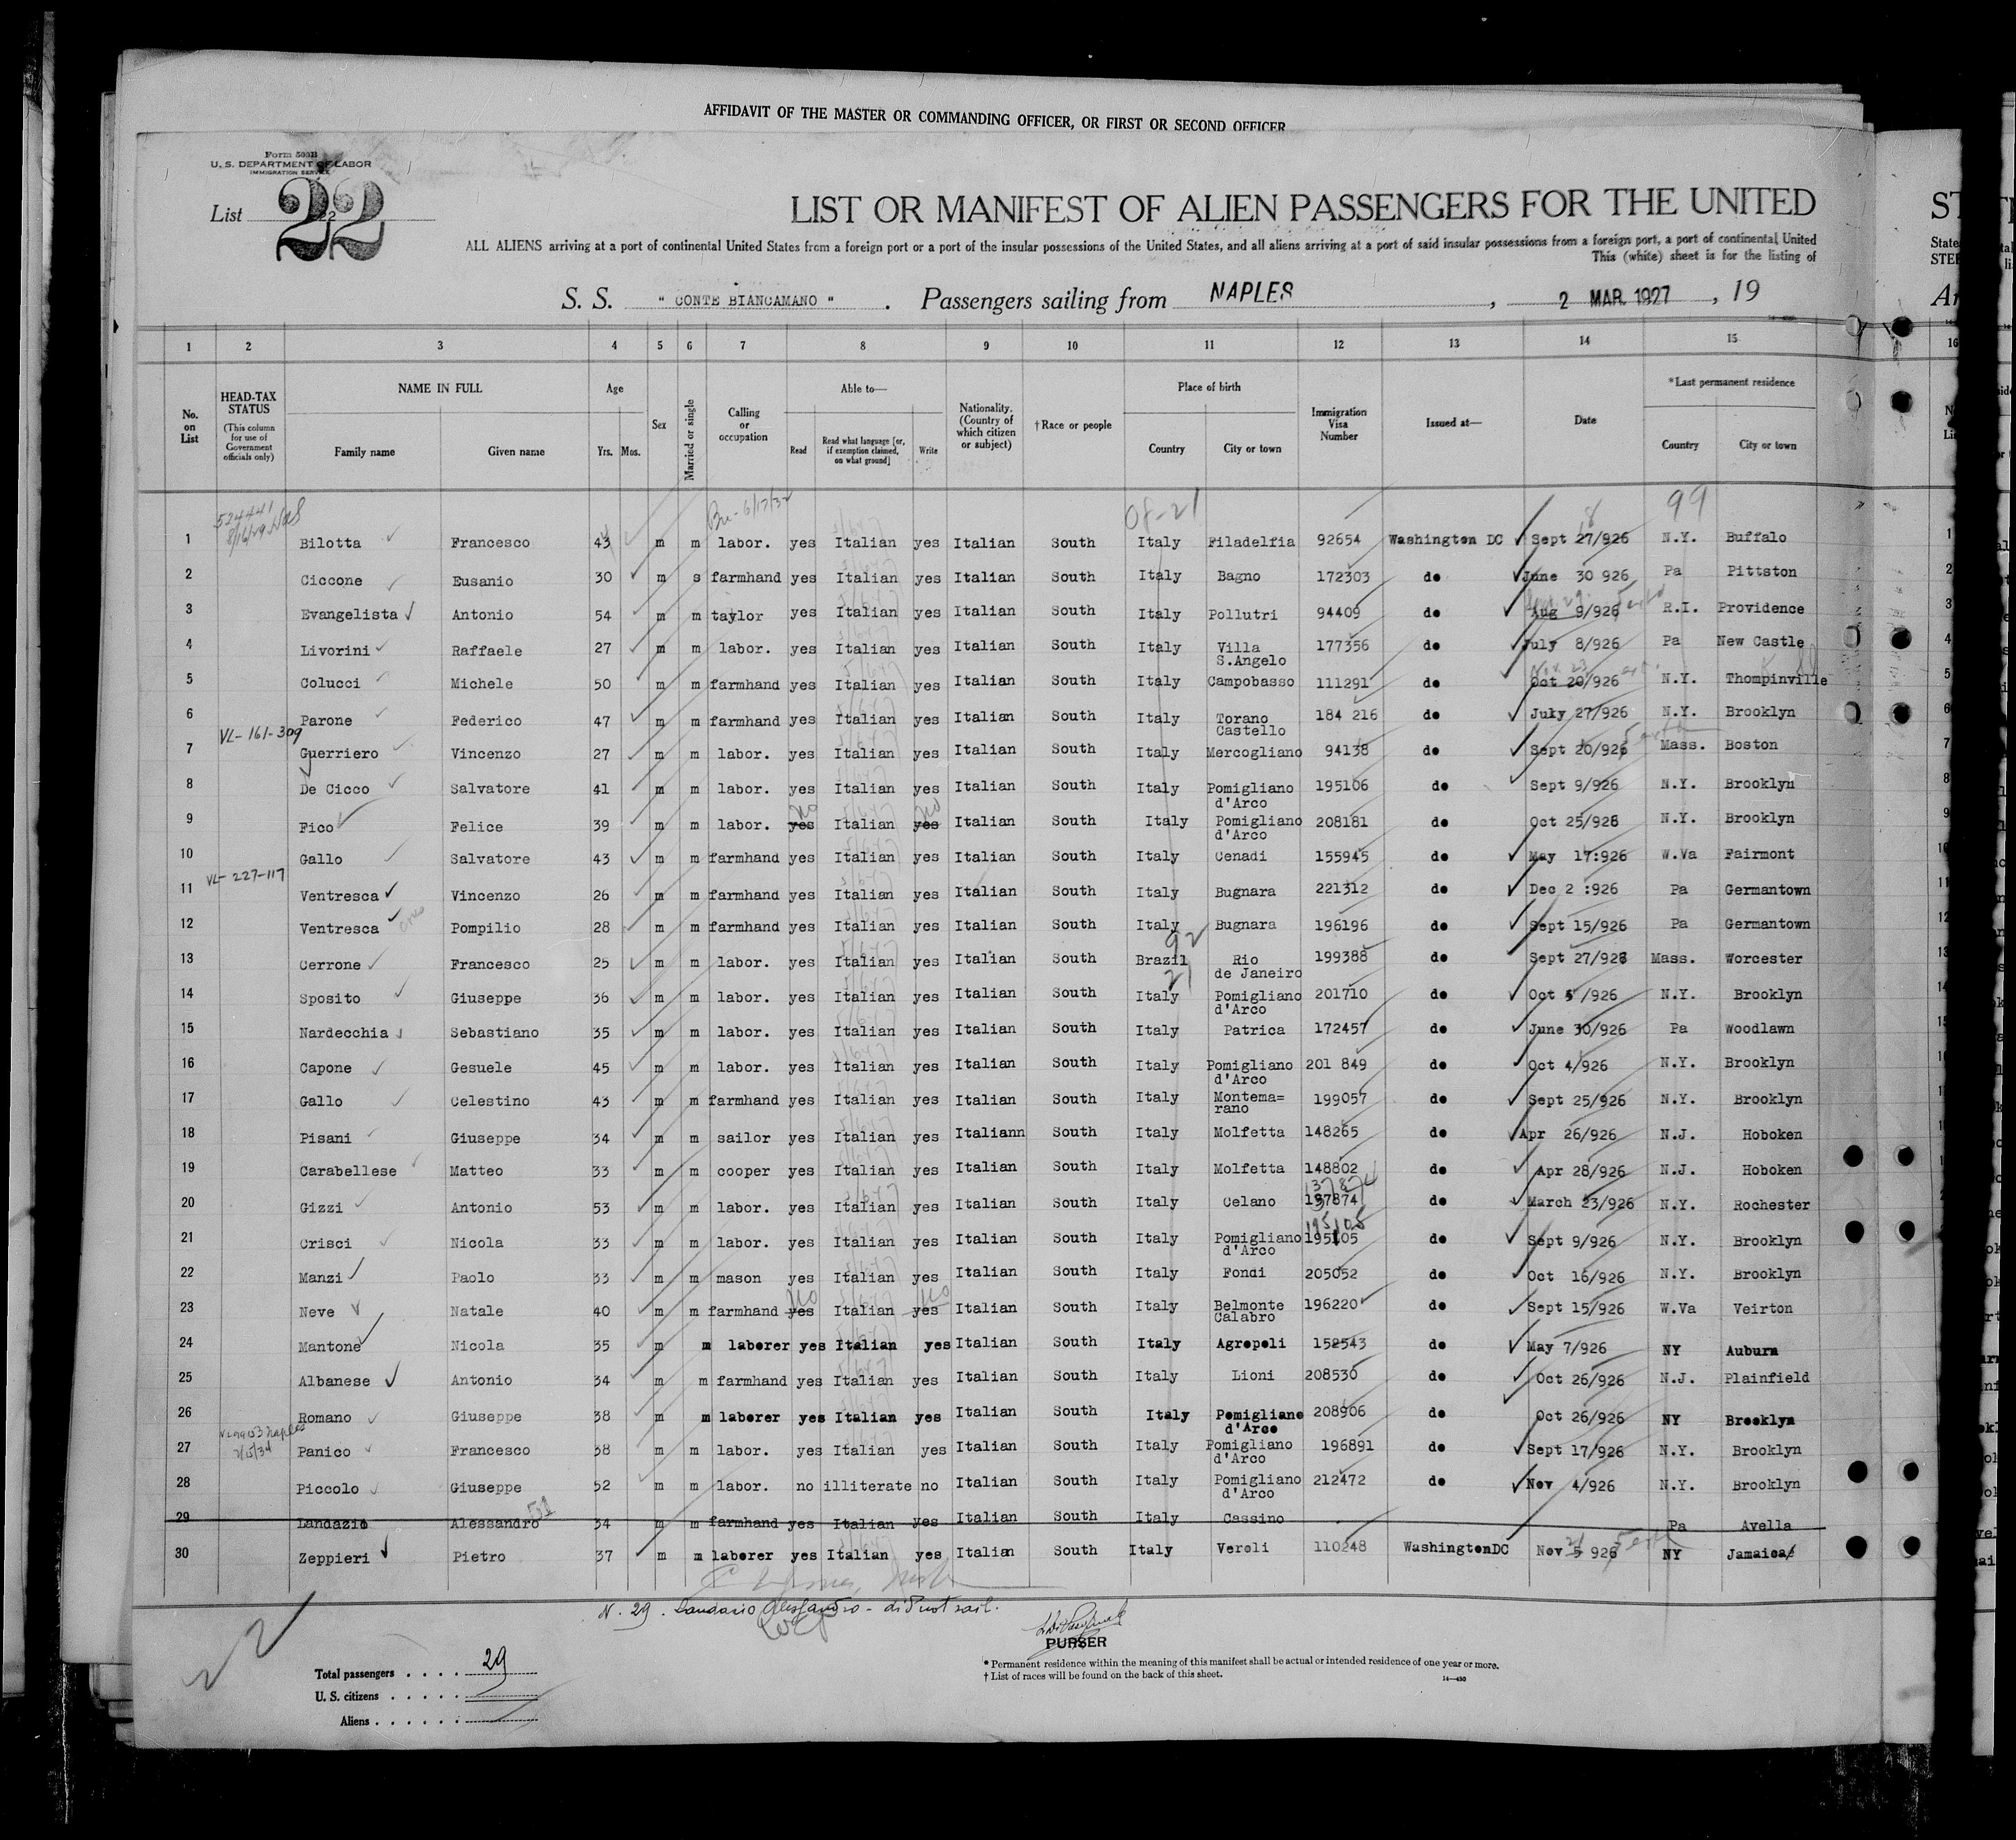 AFFIDAVIT OF THE MASTER OR COMMANDING OFFICER, OR FIRST OR SECOND OFFICER
Form 500B
U. S. DEPARTMENT OF LABOR
IMMIGRATION SERVICE
List 22
22
LIST OR MANIFEST OF ALIEN PASSENGERS FOR THE UNITED
ALL ALIENS arriving at a port of continental United States from a foreign port or a port of the insular possessions of the United States, and all aliens arriving at a port of said insular possessions from a foreign port, a port of continental United
This (white) sheet is for the listing of
S. S. " CONTE BIANCAMANO " . Passengers sailing from NAPLES , 2 MAR. 1927 , 19
1 2 3 4 5 6 7 8 9 10 11 12 13 14 15
No. on List HEAD-TAX STATUS (This column for use of Government officials only) NAME IN FULL Family name Given name Age Yrs. Mos. Sex Married or single Calling or occupation Able to— Read Read what language [or, if exemption claimed, on what ground] Write Nationality. (Country of which citizen or subject) † Race or people Place of birth Country City or town Immigration Visa Number Issued at— Date *Last permanent residence Country City or town
524441 Bu- 6/17/32 08-21 99
1 Bilotta Francesco 43 m m labor. yes Italian yes Italian South Italy Filadelfia 92654 Washington DC Sept 27/926 N.Y. Buffalo
2 Ciccone Eusanio 30 m s farmhand yes Italian yes Italian South Italy Bagno 172303 do June 30 926 Pa Pittston
3 Evangelista Antonio 54 m m taylor yes Italian yes Italian South Italy Pollutri 94409 do Aug 9/926 R.I. Providence
4 Livorini Raffaele 27 m m labor. yes Italian yes Italian South Italy Villa S.Angelo 177356 do July 8/926 Pa New Castle
5 Colucci Michele 50 m m farmhand yes Italian yes Italian South Italy Campobasso 111291 do Nov. 23 Oct 20/926 N.Y. Thompinville
6 Parone Federico 47 m m farmhand yes Italian yes Italian South Italy Torano Castello 184 216 do July 27/926 N.Y. Brooklyn
VL-161-309
7 Guerriero Vincenzo 27 m m labor. yes Italian yes Italian South Italy Mercogliano 94138 do Sept 20/926 Mass. Boston
8 De Cicco Salvatore 41 m m labor. yes Italian yes Italian South Italy Pomigliano d'Arco 195106 do Sept 9/926 N.Y. Brooklyn
9 Fico Felice 39 m m labor. yes no Italian yes no Italian South Italy Pomigliano d'Arco 208181 do Oct 25/926 N.Y. Brooklyn
10 Gallo Salvatore 43 m m farmhand yes Italian yes Italian South Italy Cenadi 155945 do May 17:926 W.Va Fairmont
VL-227-117
11 Ventresca Vincenzo 26 m m farmhand yes Italian yes Italian South Italy Bugnara 221312 do Dec 2 :926 Pa Germantown
12 Ventresca Pompilio 28 m m farmhand yes Italian yes Italian South Italy Bugnara 196196 do Sept 15/926 Pa Germantown
92
13 Cerrone Francesco 25 m m labor. yes Italian yes Italian South Brazil Rio de Janeiro 199388 do Sept 27/926 Mass. Worcester
21
14 Sposito Giuseppe 36 m m labor. yes Italian yes Italian South Italy Pomigliano d'Arco 201710 do Oct 5 /926 N.Y. Brooklyn
15 Nardecchia Sebastiano 35 m m labor. yes Italian yes Italian South Italy Patrica 172457 do June 30/926 Pa Woodlawn
16 Capone Gesuele 45 m m labor. yes Italian yes Italian South Italy Pomigliano d'Arco 201 849 do Oct 4/926 N.Y. Brooklyn
17 Gallo Celestino 43 m m farmhand yes Italian yes Italian South Italy Montema= rano 199057 do Sept 25/926 N.Y. Brooklyn
18 Pisani Giuseppe 34 m m sailor yes Italian yes Italiann South Italy Molfetta 148265 do Apr 26/926 N.J. Hoboken
19 Carabellese Matteo 33 m m cooper yes Italian yes Italian South Italy Molfetta 148802 do Apr 28/926 N.J. Hoboken
137874
20 Gizzi Antonio 53 m m labor. yes Italian yes Italian South Italy Celano 137874 do March 23/926 N.Y. Rochester
195105
21 Crisci Nicola 33 m m labor. yes Italian yes Italian South Italy Pomigliano d'Arco 195105 do Sept 9/926 N.Y. Brooklyn
22 Manzi Paolo 33 m m mason yes Italian yes Italian South Italy Fondi 205052 do Oct 16/926 N.Y. Brooklyn
23 Neve Natale 40 m m farmhand yes no Italian yes no Italian South Italy Belmonte Calabro 196220 do Sept 15/926 W.Va Veirton
24 Mantone Nicola 35 m m laborer yes Italian yes Italian South Italy Agropoli 152543 do May 7/926 NY Auburn
25 Albanese Antonio 34 m m farmhand yes Italian yes Italian South Italy Lioni 208530 do Oct 26/926 N.J. Plainfield
26 Romano Giuseppe 38 m m laborer yes Italian yes Italian South Italy Pomigliano d'Arco 208906 do Oct 26/926 NY Brooklyn
27 Panico Francesco 38 m m labor. yes Italian yes Italian South Italy Pomigliano d'Arco 196891 do Sept 17/926 N.Y. Brooklyn
28 Piccolo Giuseppe 52 m m labor. no illiterate no Italian South Italy Pomigliano d'Arco 212472 do Nov 4/926 N.Y. Brooklyn
29 Landazio Alessandro 34 m m farmhand yes Italian yes Italian South Italy Cassino Pa Avella
30 Zeppieri Pietro 37 m m laborer yes Italian yes Italian South Italy Veroli 110248 WashingtonDC Nov 5 926 NY Jamaica
N. 29. Landasio Alessandro - did not sail.
PURSER
Total passengers . . . . 29
U. S. citizens . . . . .
Aliens . . . . . .
* Permanent residence within the meaning of this manifest shall be actual or intended residence of one year or more.
† List of races will be found on the back of this sheet.
14—430